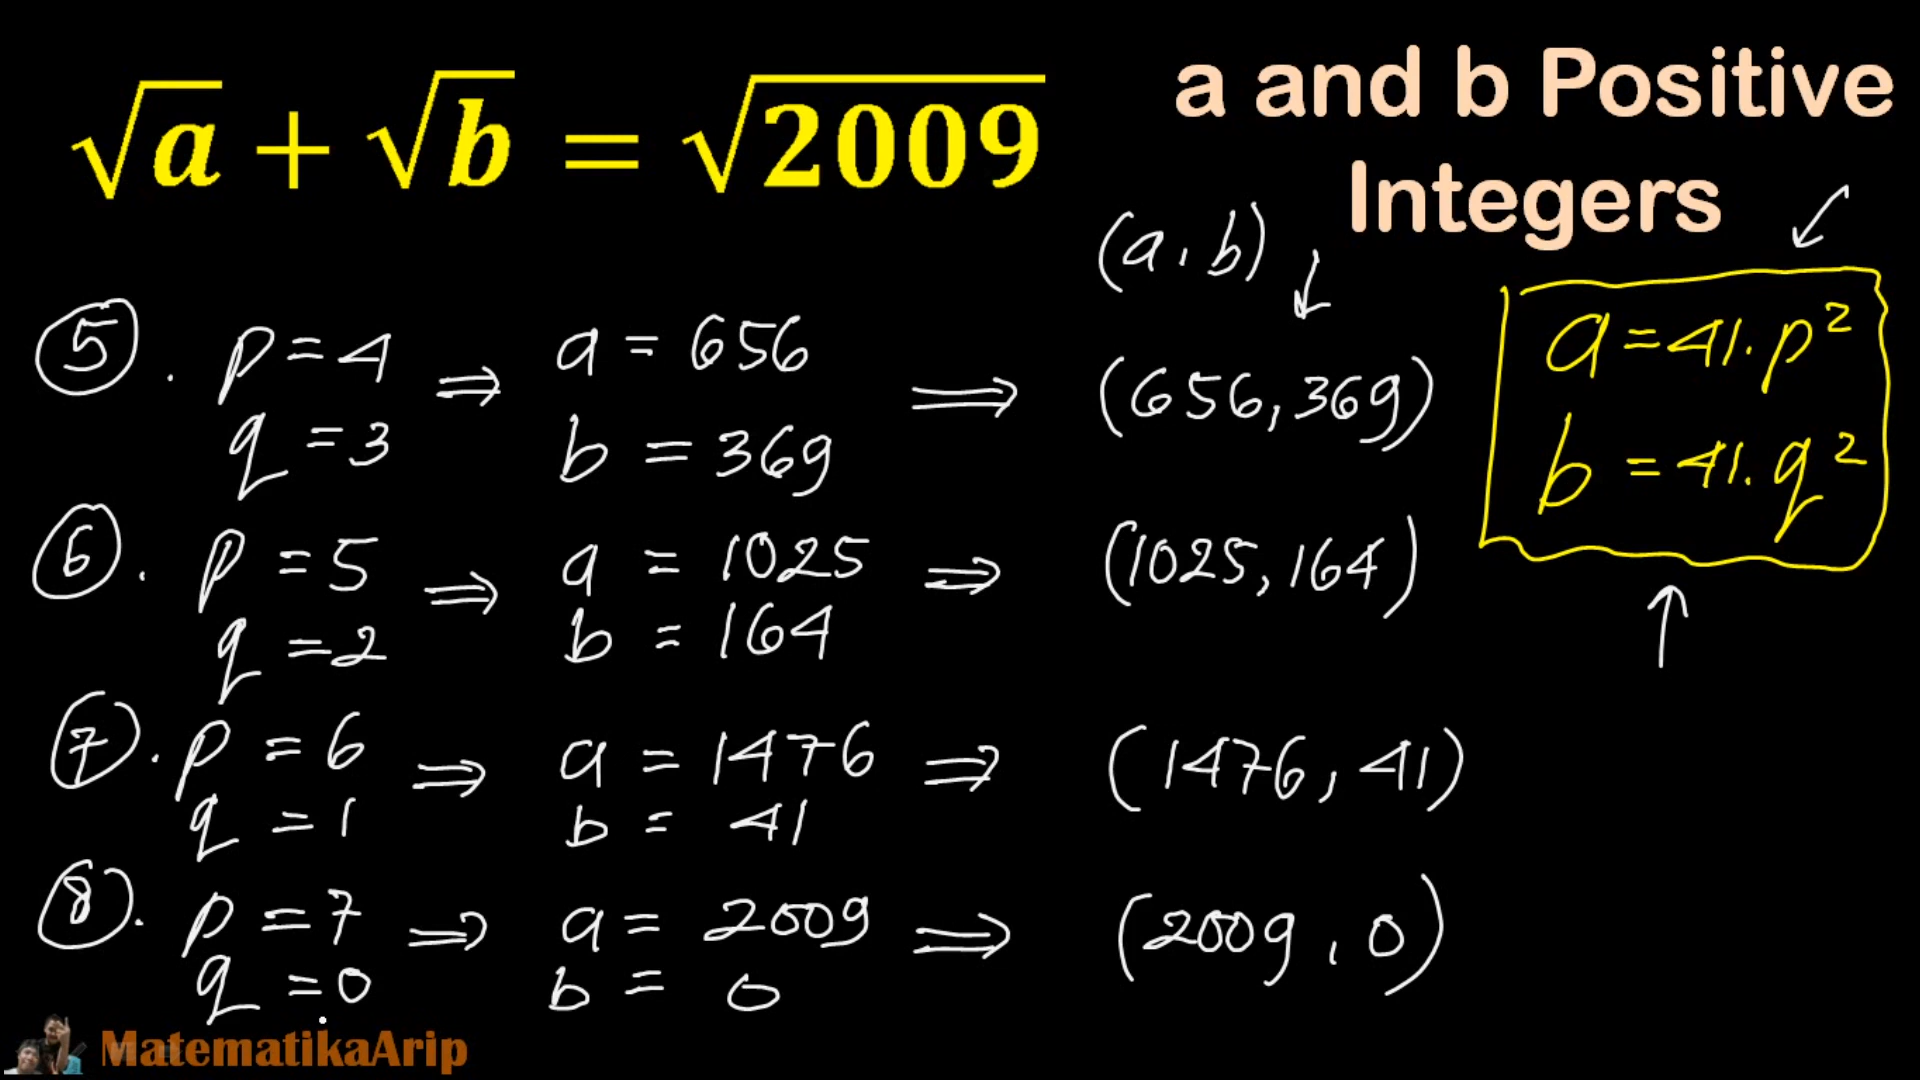 √a + √b = √2009
a and b Positive
Integers
(a, b)
5. p = 4 ⇒ a = 656 ⇒ (656, 369)
q = 3 b = 369
a = 41. p²
b = 41. q²
6. p = 5 ⇒ a = 1025 ⇒ (1025, 164)
q = 2 b = 164
7. p = 6 ⇒ a = 1476 ⇒ (1476, 41)
q = 1 b = 41
8. p = 7 ⇒ a = 2009 ⇒ (2009, 0)
q = 0 b = 0
MatematikaArip